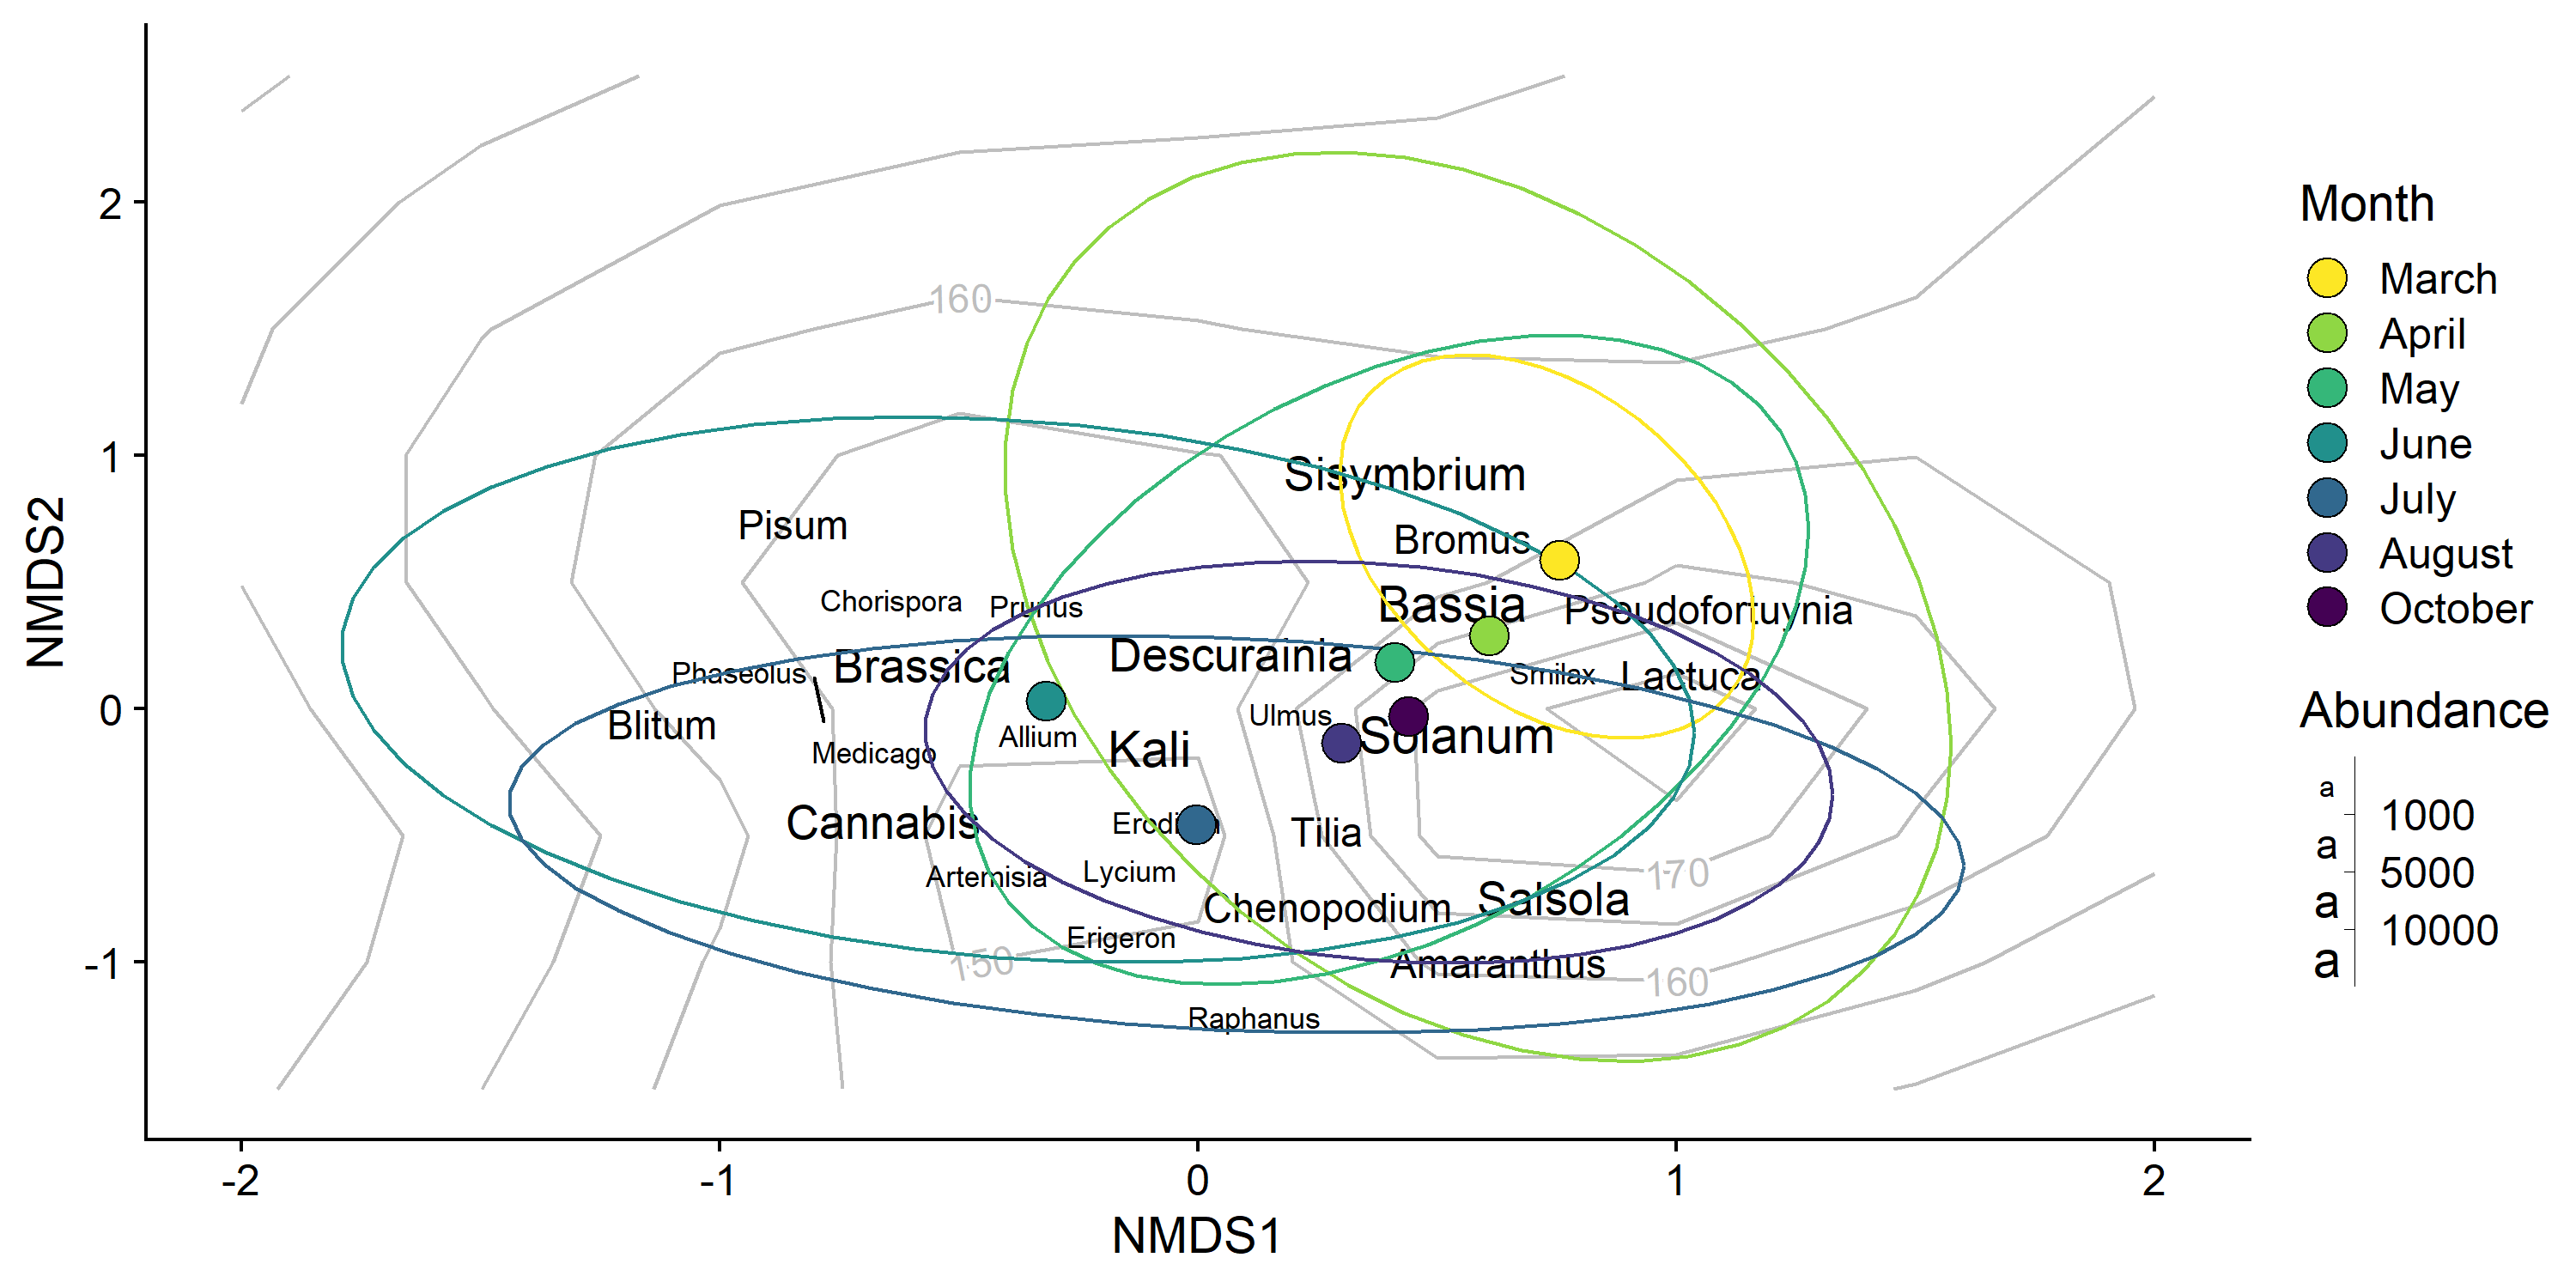 NMDS2
2
1
0
-1
160
Sisymbrium
Pisum
Bromus
Chorispora
Prunus
Bassia
Pseudofortuynia
Descurainia
Brassica
Phaseolus
Smilax
Lactuca
Blitum
Ulmus
Solanum
Allium
Kali
Medicago
Cannabis
Erodium
Tilia
Artemisia
Lycium
170
Salsola
Chenopodium
Erigeron
150
Amaranthus
160
Raphanus
-2
-1
0
1
2
NMDS1
Month
March
April
May
June
July
August
October
Abundance
a
1000
a
5000
a
10000
a